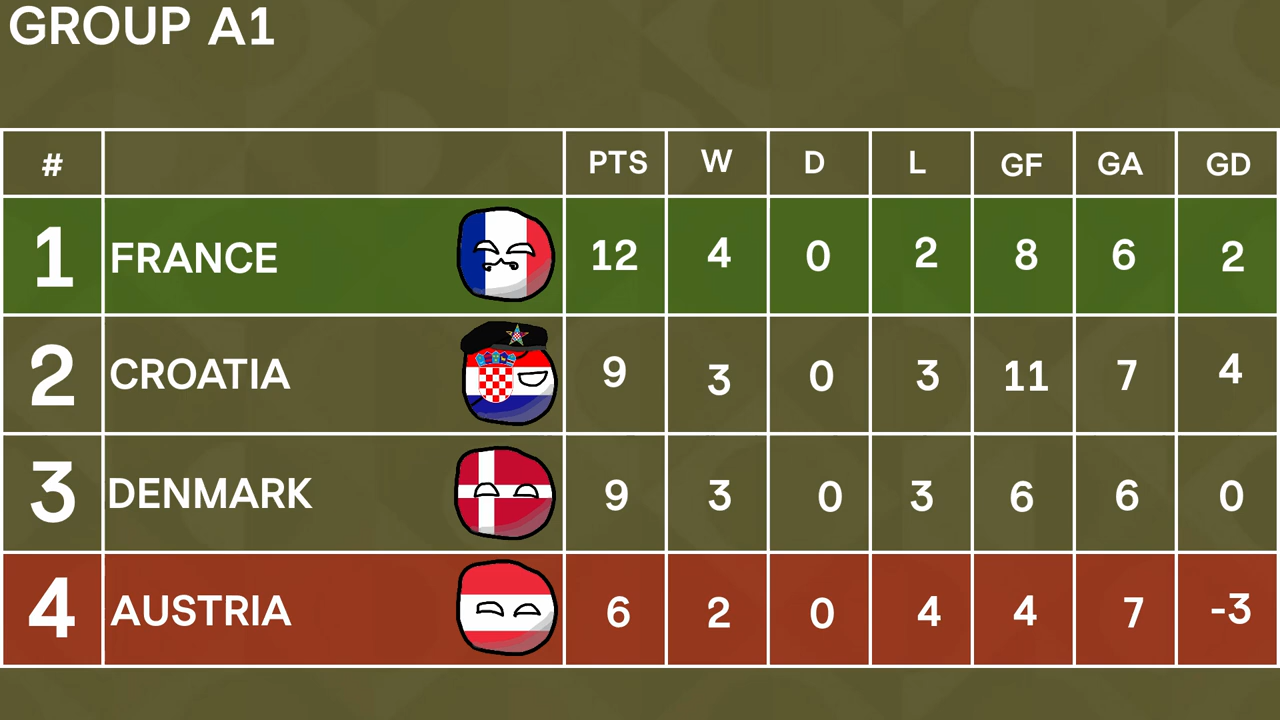 GROUP A1
# PTS W D L GF GA GD
1 FRANCE 12 4 0 2 8 6 2
2 CROATIA 9 3 0 3 11 7 4
3 DENMARK 9 3 0 3 6 6 0
4 AUSTRIA 6 2 0 4 4 7 -3